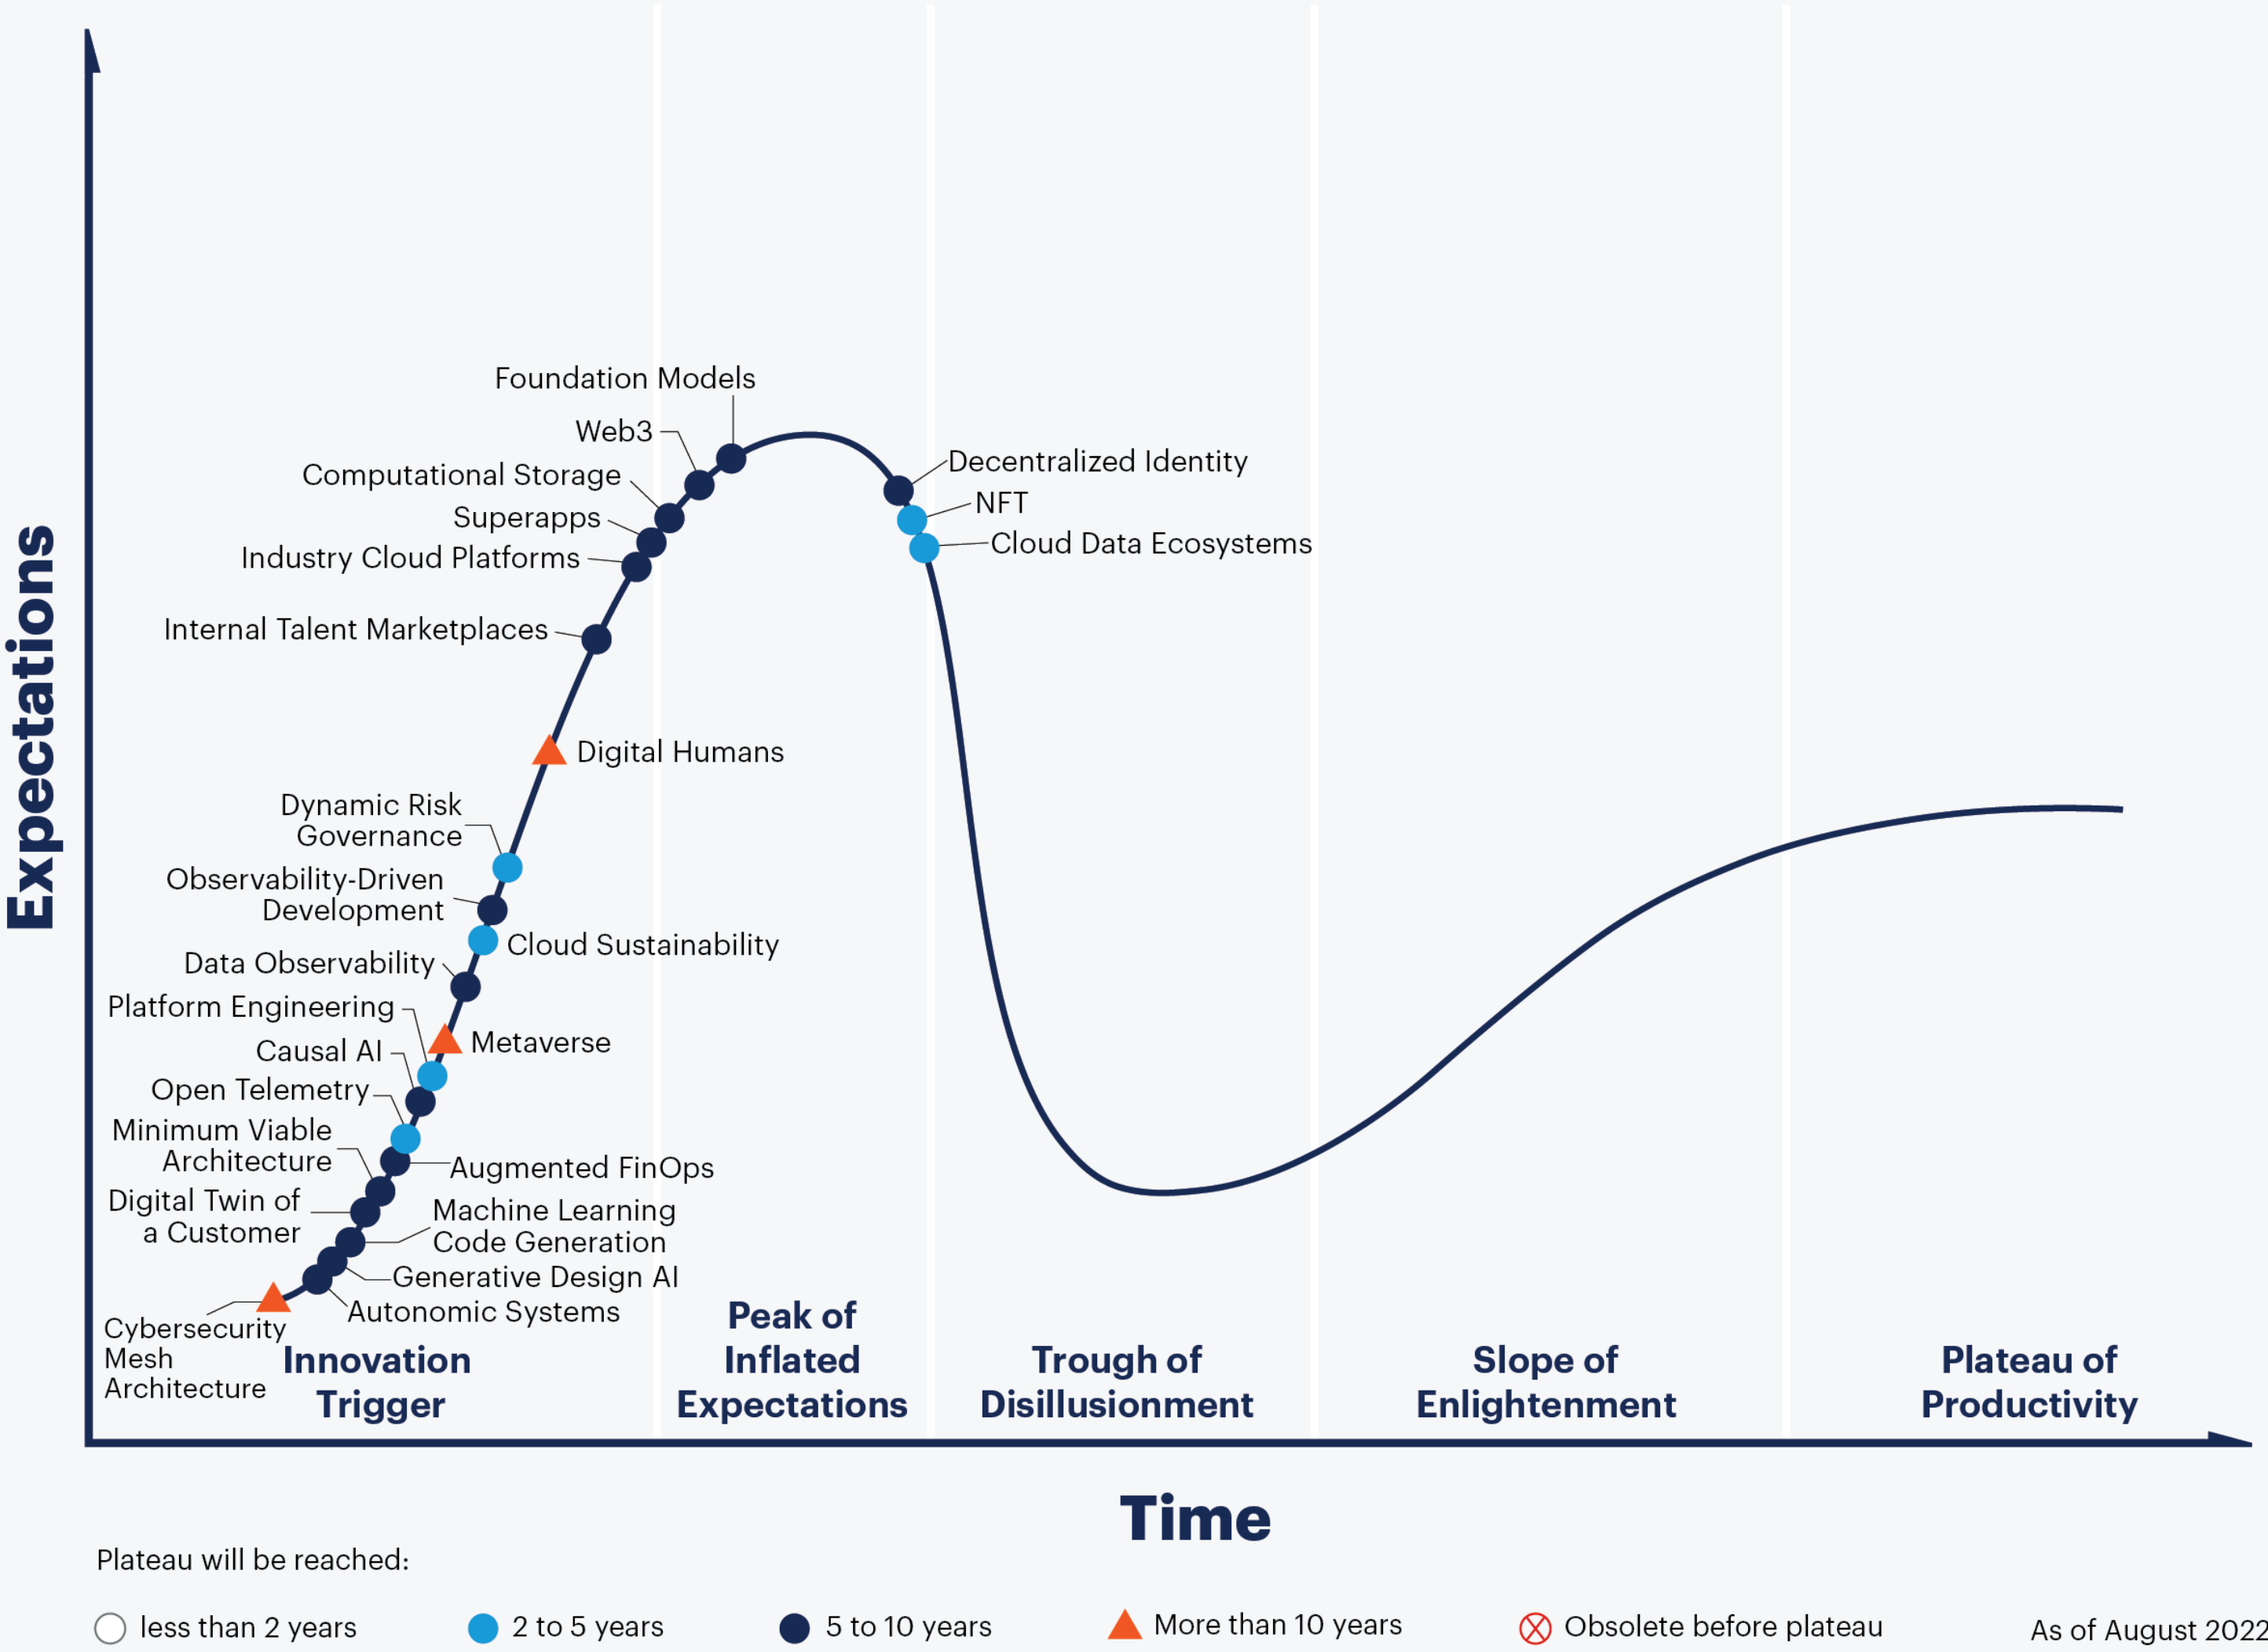 Expectations
Foundation Models
Web3
Computational Storage
Superapps
Industry Cloud Platforms
Internal Talent Marketplaces
Decentralized Identity
NFT
Cloud Data Ecosystems
Digital Humans
Dynamic Risk
Governance
Observability-Driven
Development
Cloud Sustainability
Data Observability
Platform Engineering
Metaverse
Causal AI
Open Telemetry
Minimum Viable
Architecture
Augmented FinOps
Digital Twin of
a Customer
Machine Learning
Code Generation
Generative Design AI
Autonomic Systems
Cybersecurity
Mesh
Architecture
Innovation
Trigger
Peak of
Inflated
Expectations
Trough of
Disillusionment
Slope of
Enlightenment
Plateau of
Productivity
Time
Plateau will be reached:
less than 2 years
2 to 5 years
5 to 10 years
More than 10 years
Obsolete before plateau
As of August 2022